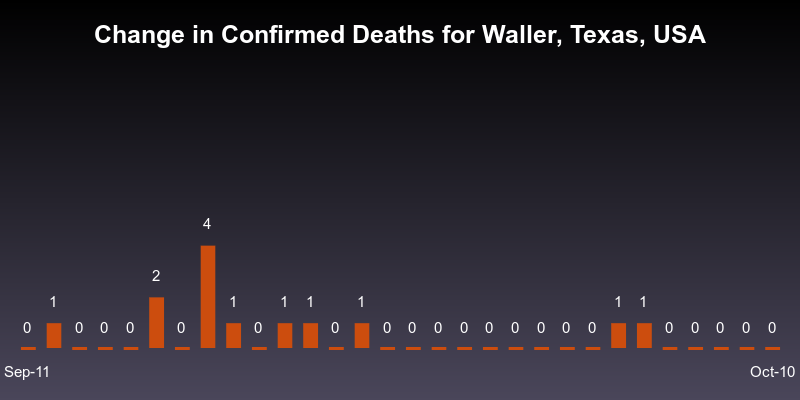 Change in Confirmed Deaths for Waller, Texas, USA
4
2
1 1 1 1 1 1 1
0 0 0 0 0 0 0 0 0 0 0 0 0 0 0 0 0 0 0 0 0
Sep-11 Oct-10